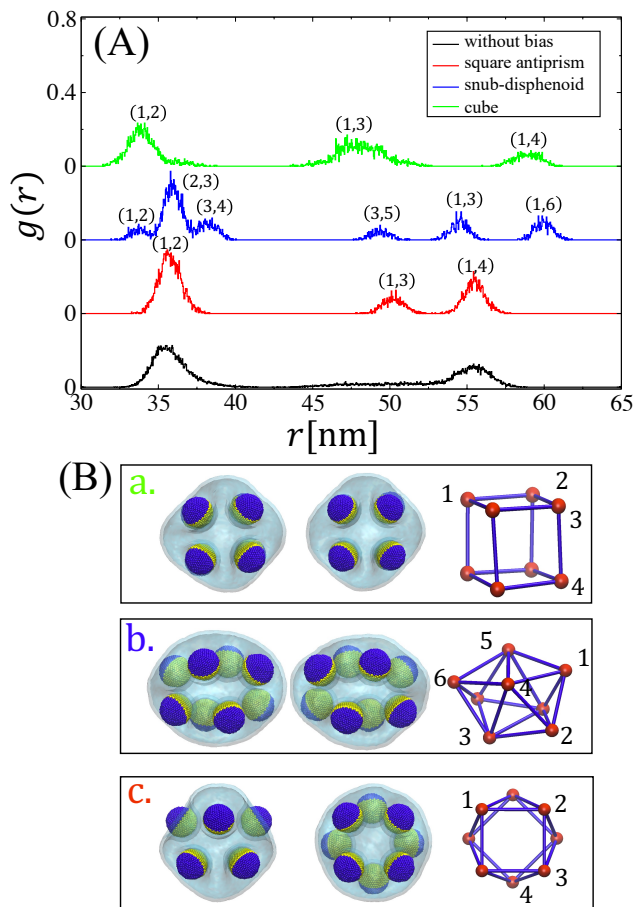 (A)
0.8
0.4
0
0
0
0
g(r)
without bias
square antiprism
snub-disphenoid
cube
(1,2)
(1,3)
(1,4)
(1,2)
(2,3)
(3,4)
(3,5)
(1,3)
(1,6)
(1,2)
(1,3)
(1,4)
30 35 40 45 50 55 60 65
r[nm]
(B)
a.
1
2
3
4
b.
5
1
6
4
3
2
c.
1
2
3
4